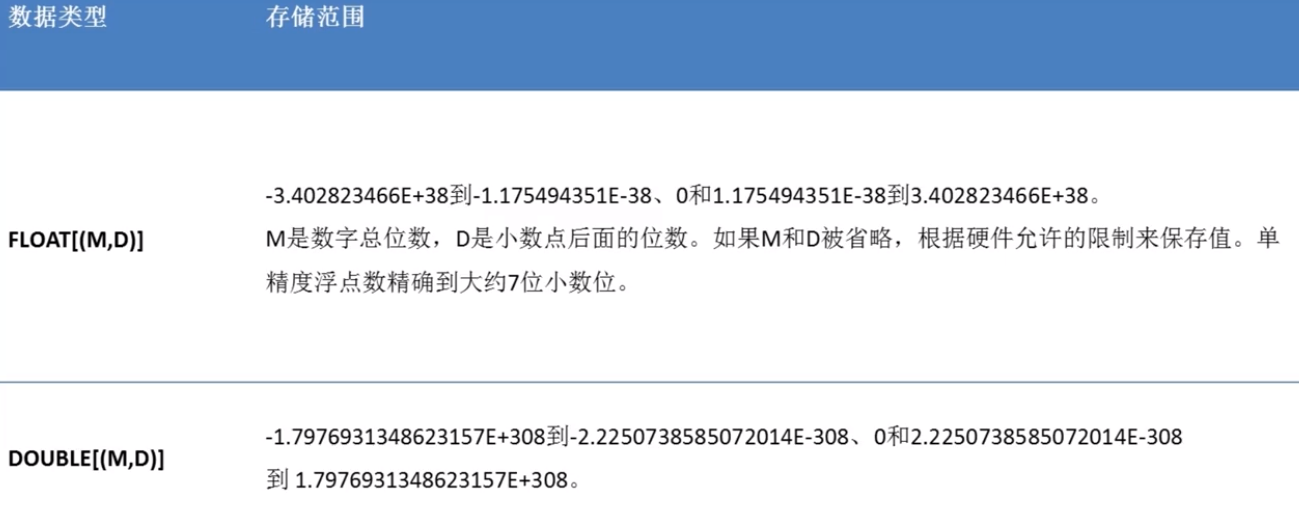 数据类型 存储范围
-3.402823466E+38到-1.175494351E-38、0和1.175494351E-38到3.402823466E+38。
FLOAT[(M,D)] M是数字总位数，D是小数点后面的位数。如果M和D被省略，根据硬件允许的限制来保存值。单
精度浮点数精确到大约7位小数位。
-1.7976931348623157E+308到-2.2250738585072014E-308、0和2.2250738585072014E-308
DOUBLE[(M,D)]
到 1.7976931348623157E+308。